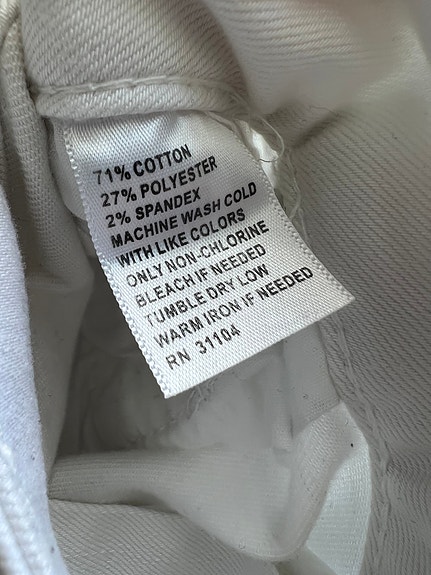 71% COTTON
27% POLYESTER
2% SPANDEX
MACHINE WASH COLD
WITH LIKE COLORS
ONLY NON-CHLORINE
BLEACH IF NEEDED
TUMBLE DRY LOW
WARM IRON IF NEEDED
RN 31104